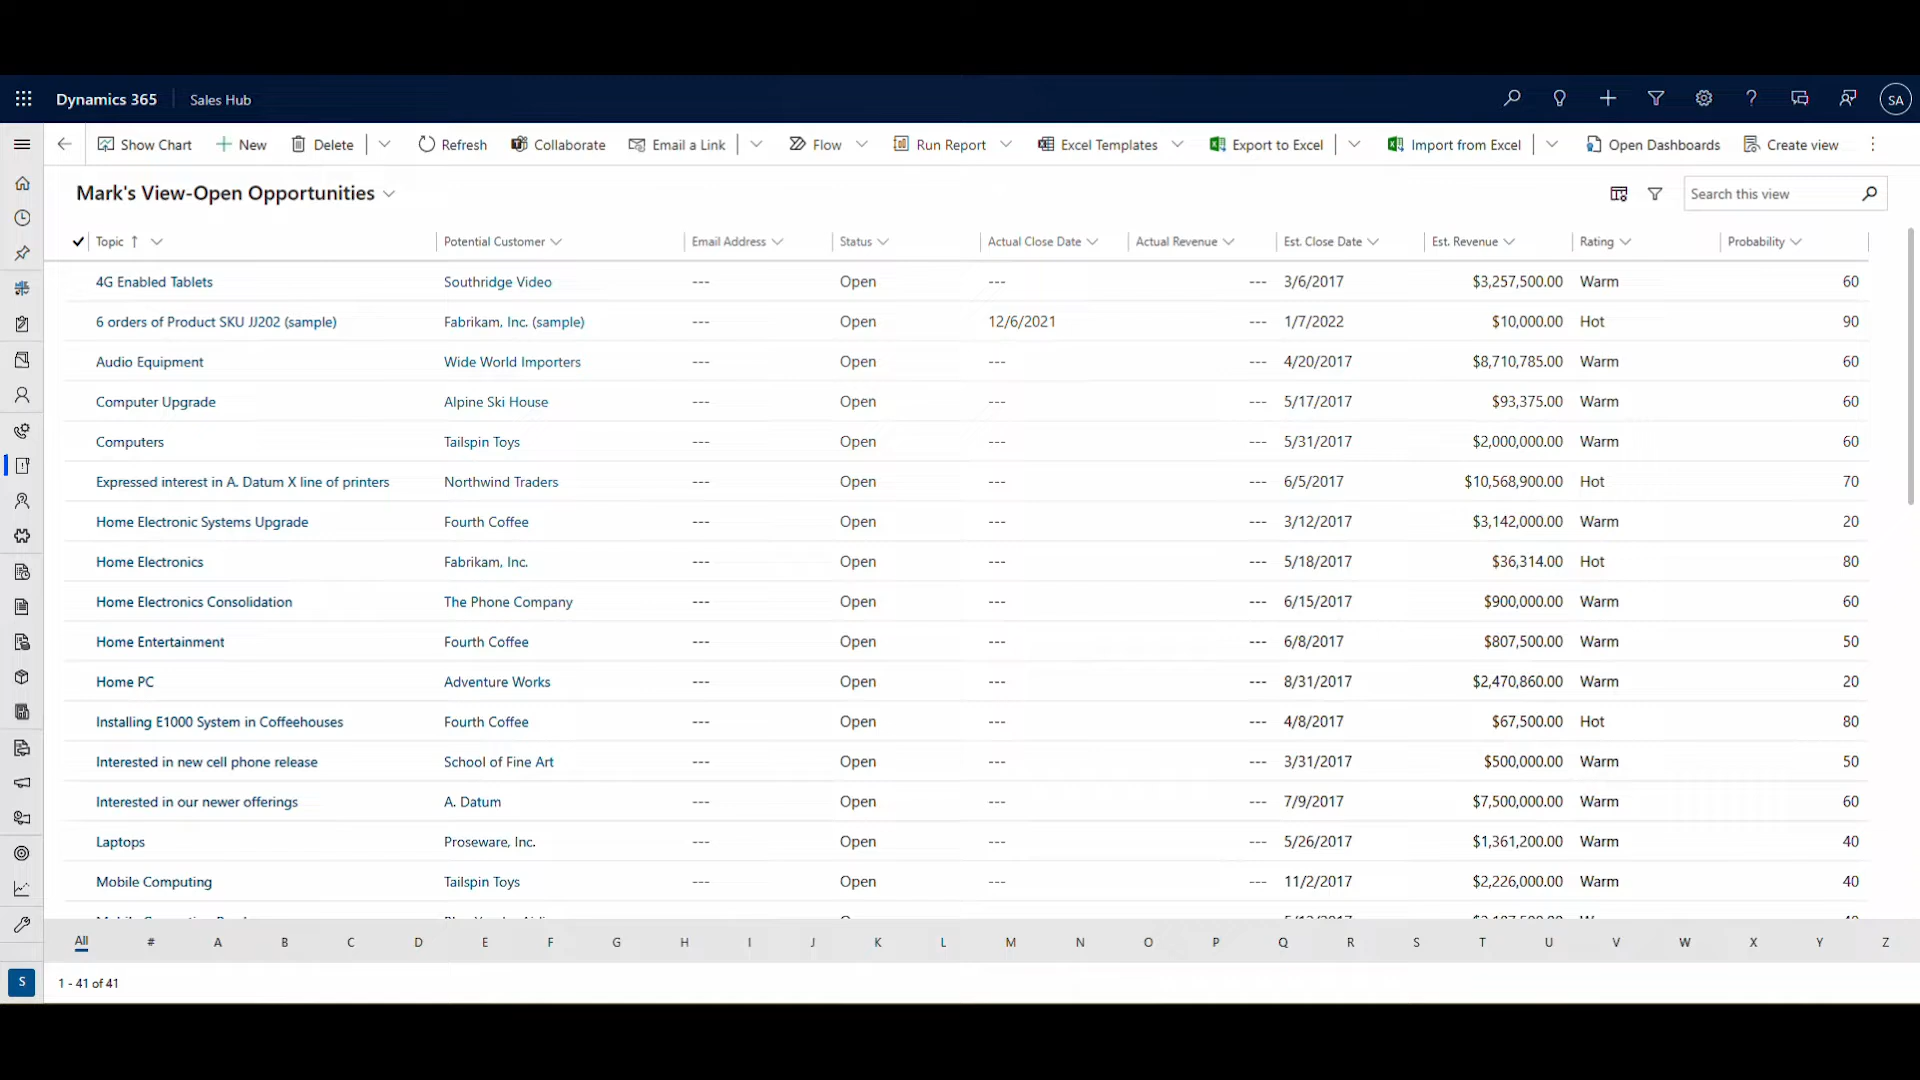 Dynamics 365 Sales Hub SA
Show Chart New Delete Refresh Collaborate Email a Link Flow Run Report Excel Templates Export to Excel Import from Excel Open Dashboards Create view
Mark's View-Open Opportunities Search this view
Topic Potential Customer Email Address Status Actual Close Date Actual Revenue Est. Close Date Est. Revenue Rating Probability
4G Enabled Tablets Southridge Video --- Open --- --- 3/6/2017 $3,257,500.00 Warm 60
6 orders of Product SKU JJ202 (sample) Fabrikam, Inc. (sample) --- Open 12/6/2021 --- 1/7/2022 $10,000.00 Hot 90
Audio Equipment Wide World Importers --- Open --- --- 4/20/2017 $8,710,785.00 Warm 60
Computer Upgrade Alpine Ski House --- Open --- --- 5/17/2017 $93,375.00 Warm 60
Computers Tailspin Toys --- Open --- --- 5/31/2017 $2,000,000.00 Warm 60
Expressed interest in A. Datum X line of printers Northwind Traders --- Open --- --- 6/5/2017 $10,568,900.00 Hot 70
Home Electronic Systems Upgrade Fourth Coffee --- Open --- --- 3/12/2017 $3,142,000.00 Warm 20
Home Electronics Fabrikam, Inc. --- Open --- --- 5/18/2017 $36,314.00 Hot 80
Home Electronics Consolidation The Phone Company --- Open --- --- 6/15/2017 $900,000.00 Warm 60
Home Entertainment Fourth Coffee --- Open --- --- 6/8/2017 $807,500.00 Warm 50
Home PC Adventure Works --- Open --- --- 8/31/2017 $2,470,860.00 Warm 20
Installing E1000 System in Coffeehouses Fourth Coffee --- Open --- --- 4/8/2017 $67,500.00 Hot 80
Interested in new cell phone release School of Fine Art --- Open --- --- 3/31/2017 $500,000.00 Warm 50
Interested in our newer offerings A. Datum --- Open --- --- 7/9/2017 $7,500,000.00 Warm 60
Laptops Proseware, Inc. --- Open --- --- 5/26/2017 $1,361,200.00 Warm 40
Mobile Computing Tailspin Toys --- Open --- --- 11/2/2017 $2,226,000.00 Warm 40
All # A B C D E F G H I J K L M N O P Q R S T U V W X Y Z
S 1 - 41 of 41